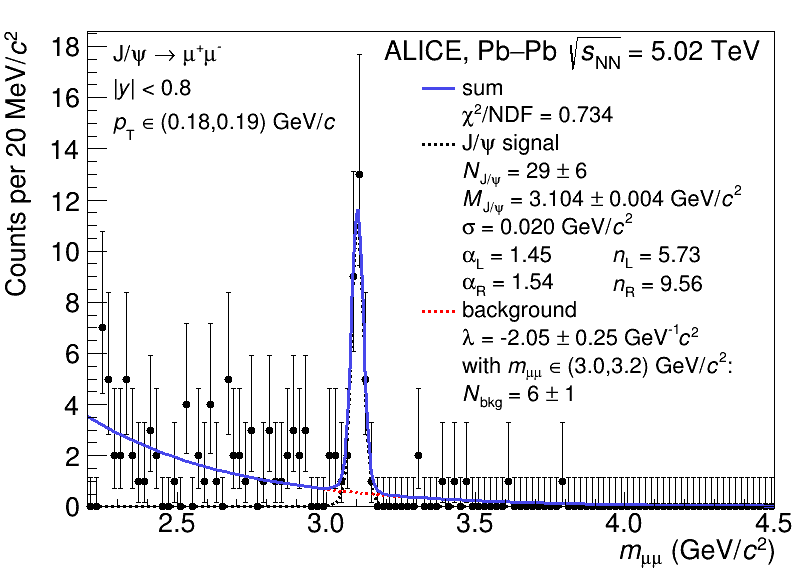 J/ψ → μ⁺μ⁻
|y| < 0.8
p_T ∈ (0.18,0.19) GeV/c
ALICE, Pb–Pb √s_NN = 5.02 TeV
sum
χ²/NDF = 0.734
J/ψ signal
N_J/ψ = 29 ± 6
M_J/ψ = 3.104 ± 0.004 GeV/c²
σ = 0.020 GeV/c²
α_L = 1.45 n_L = 5.73
α_R = 1.54 n_R = 9.56
background
λ = -2.05 ± 0.25 GeV⁻¹c²
with m_μμ ∈ (3.0,3.2) GeV/c²:
N_bkg = 6 ± 1
Counts per 20 MeV/c²
18
16
14
12
10
8
6
4
2
0
2.5 3.0 3.5 4.0 4.5
m_μμ (GeV/c²)